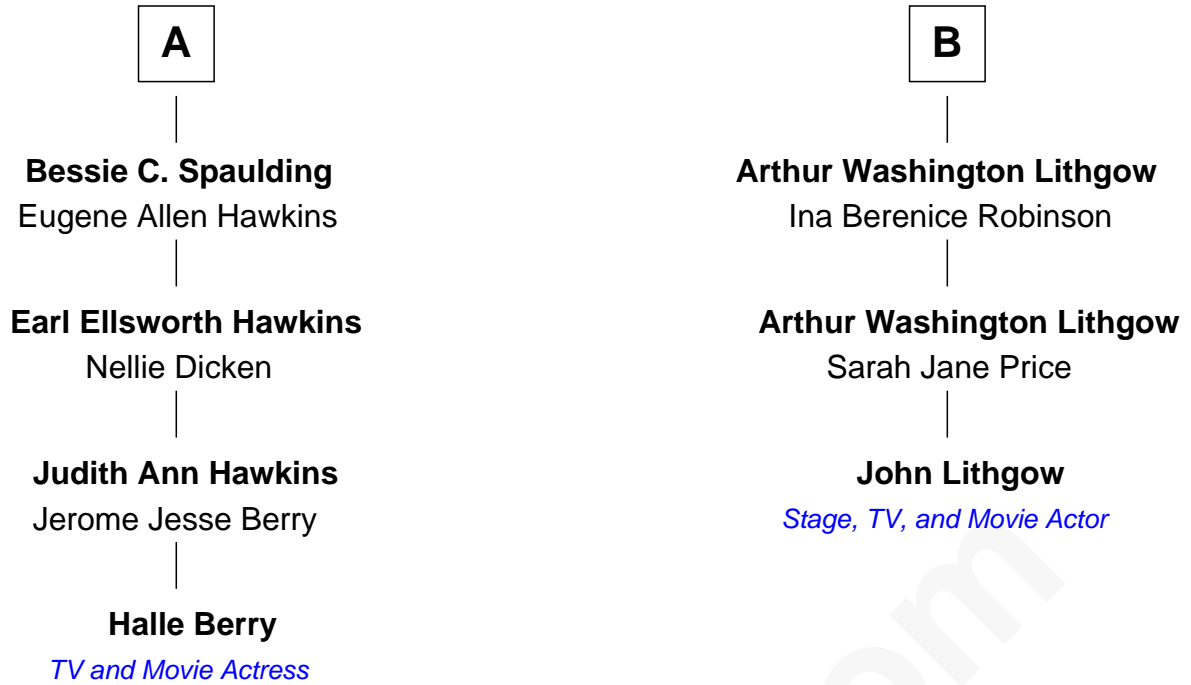 A
Bessie C. Spaulding
Eugene Allen Hawkins
Earl Ellsworth Hawkins
Nellie Dicken
Judith Ann Hawkins
Jerome Jesse Berry
Halle Berry
TV and Movie Actress
B
Arthur Washington Lithgow
Ina Berenice Robinson
Arthur Washington Lithgow
Sarah Jane Price
John Lithgow
Stage, TV, and Movie Actor
om